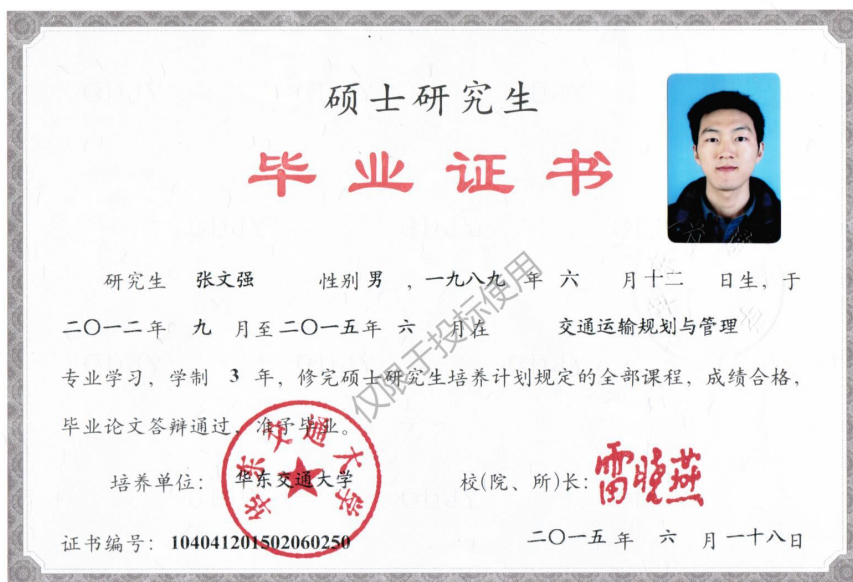 硕士研究生
毕业证书
研究生 张文强 性别 男 ，一九八九 年 六 月十二 日生，于
二〇一二年 九 月至二〇一五年 六 月在 交通运输规划与管理
专业学习，学制 3 年，修完硕士研究生培养计划规定的全部课程，成绩合格，
毕业论文答辩通过，准予毕业。
仅限于投标使用
华东交通大学
培养单位： 华东交通大学
校(院、所)长：雷晓燕
证书编号：104041201502060250
二〇一五 年 六 月 一十八日